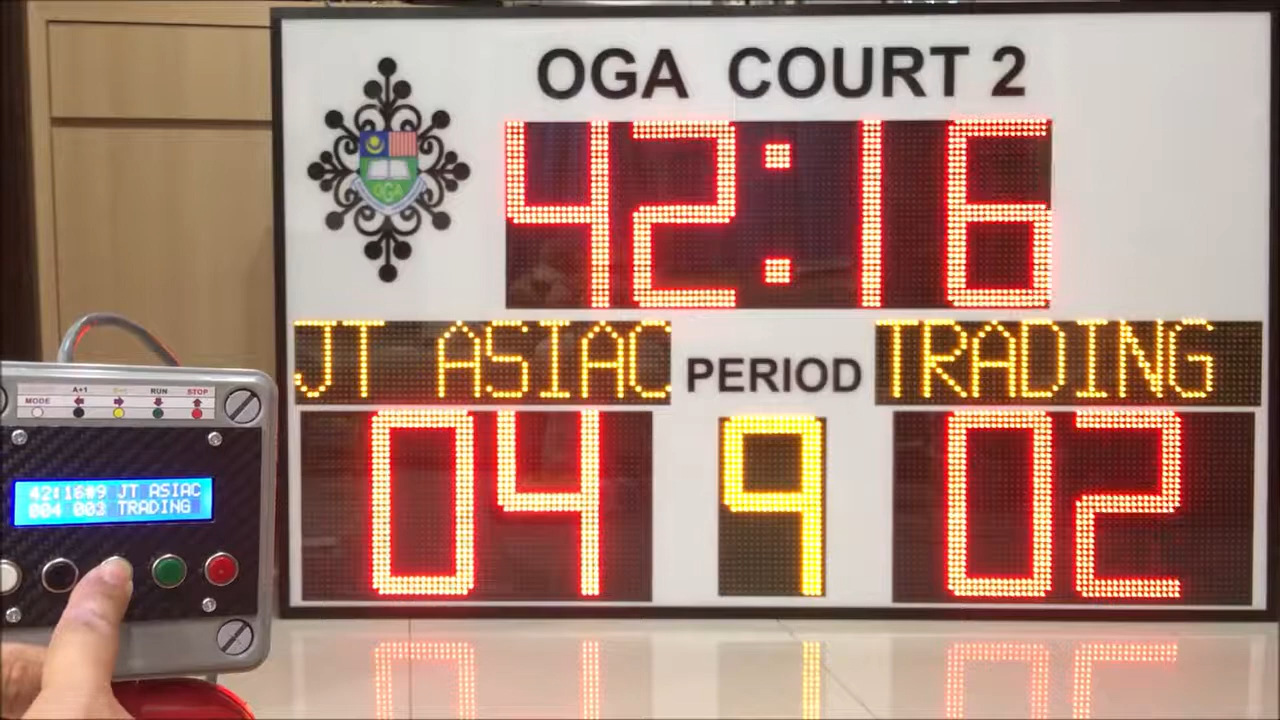 OGA COURT 2
OGA
42:16
JT ASIAC
PERIOD
TRADING
04
9
02
A+1
RUN
STOP
MODE
42:16#9 JT ASIAC
004 003 TRADING